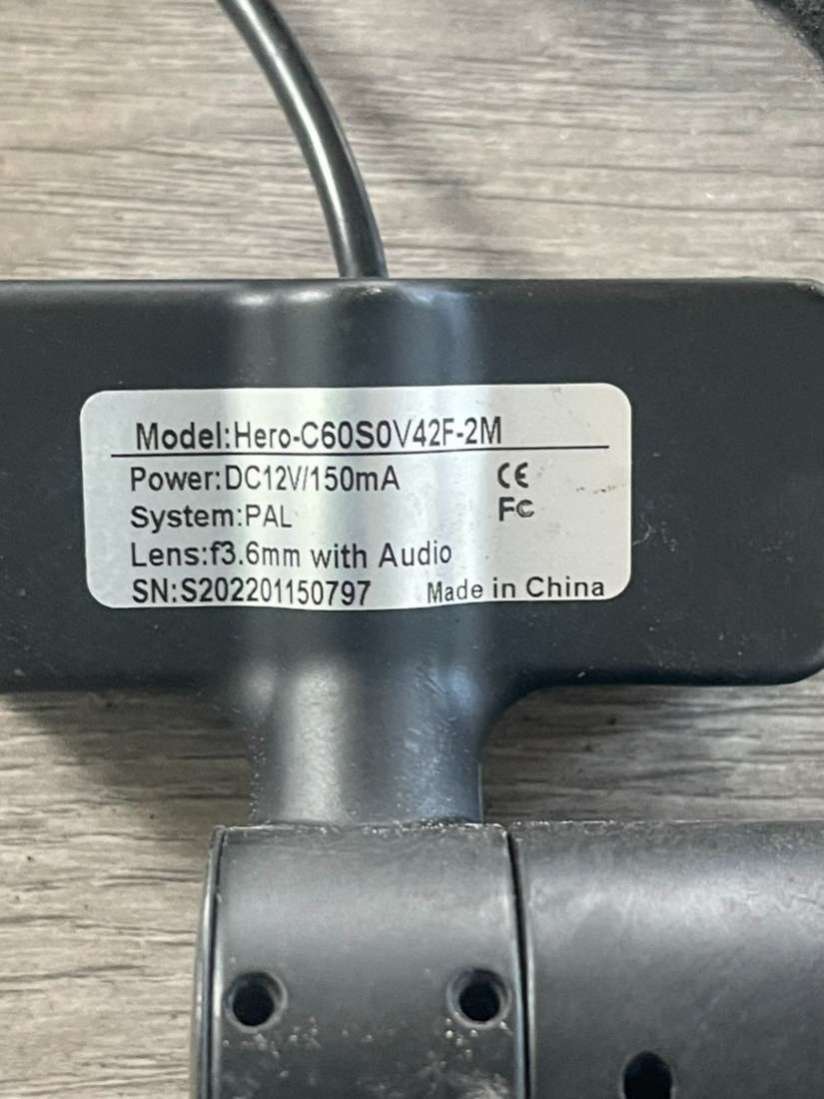 Model:Hero-C60S0V42F-2M
Power:DC12V/150mA CE
System:PAL FC
Lens:f3.6mm with Audio
SN:S202201150797 Made in China